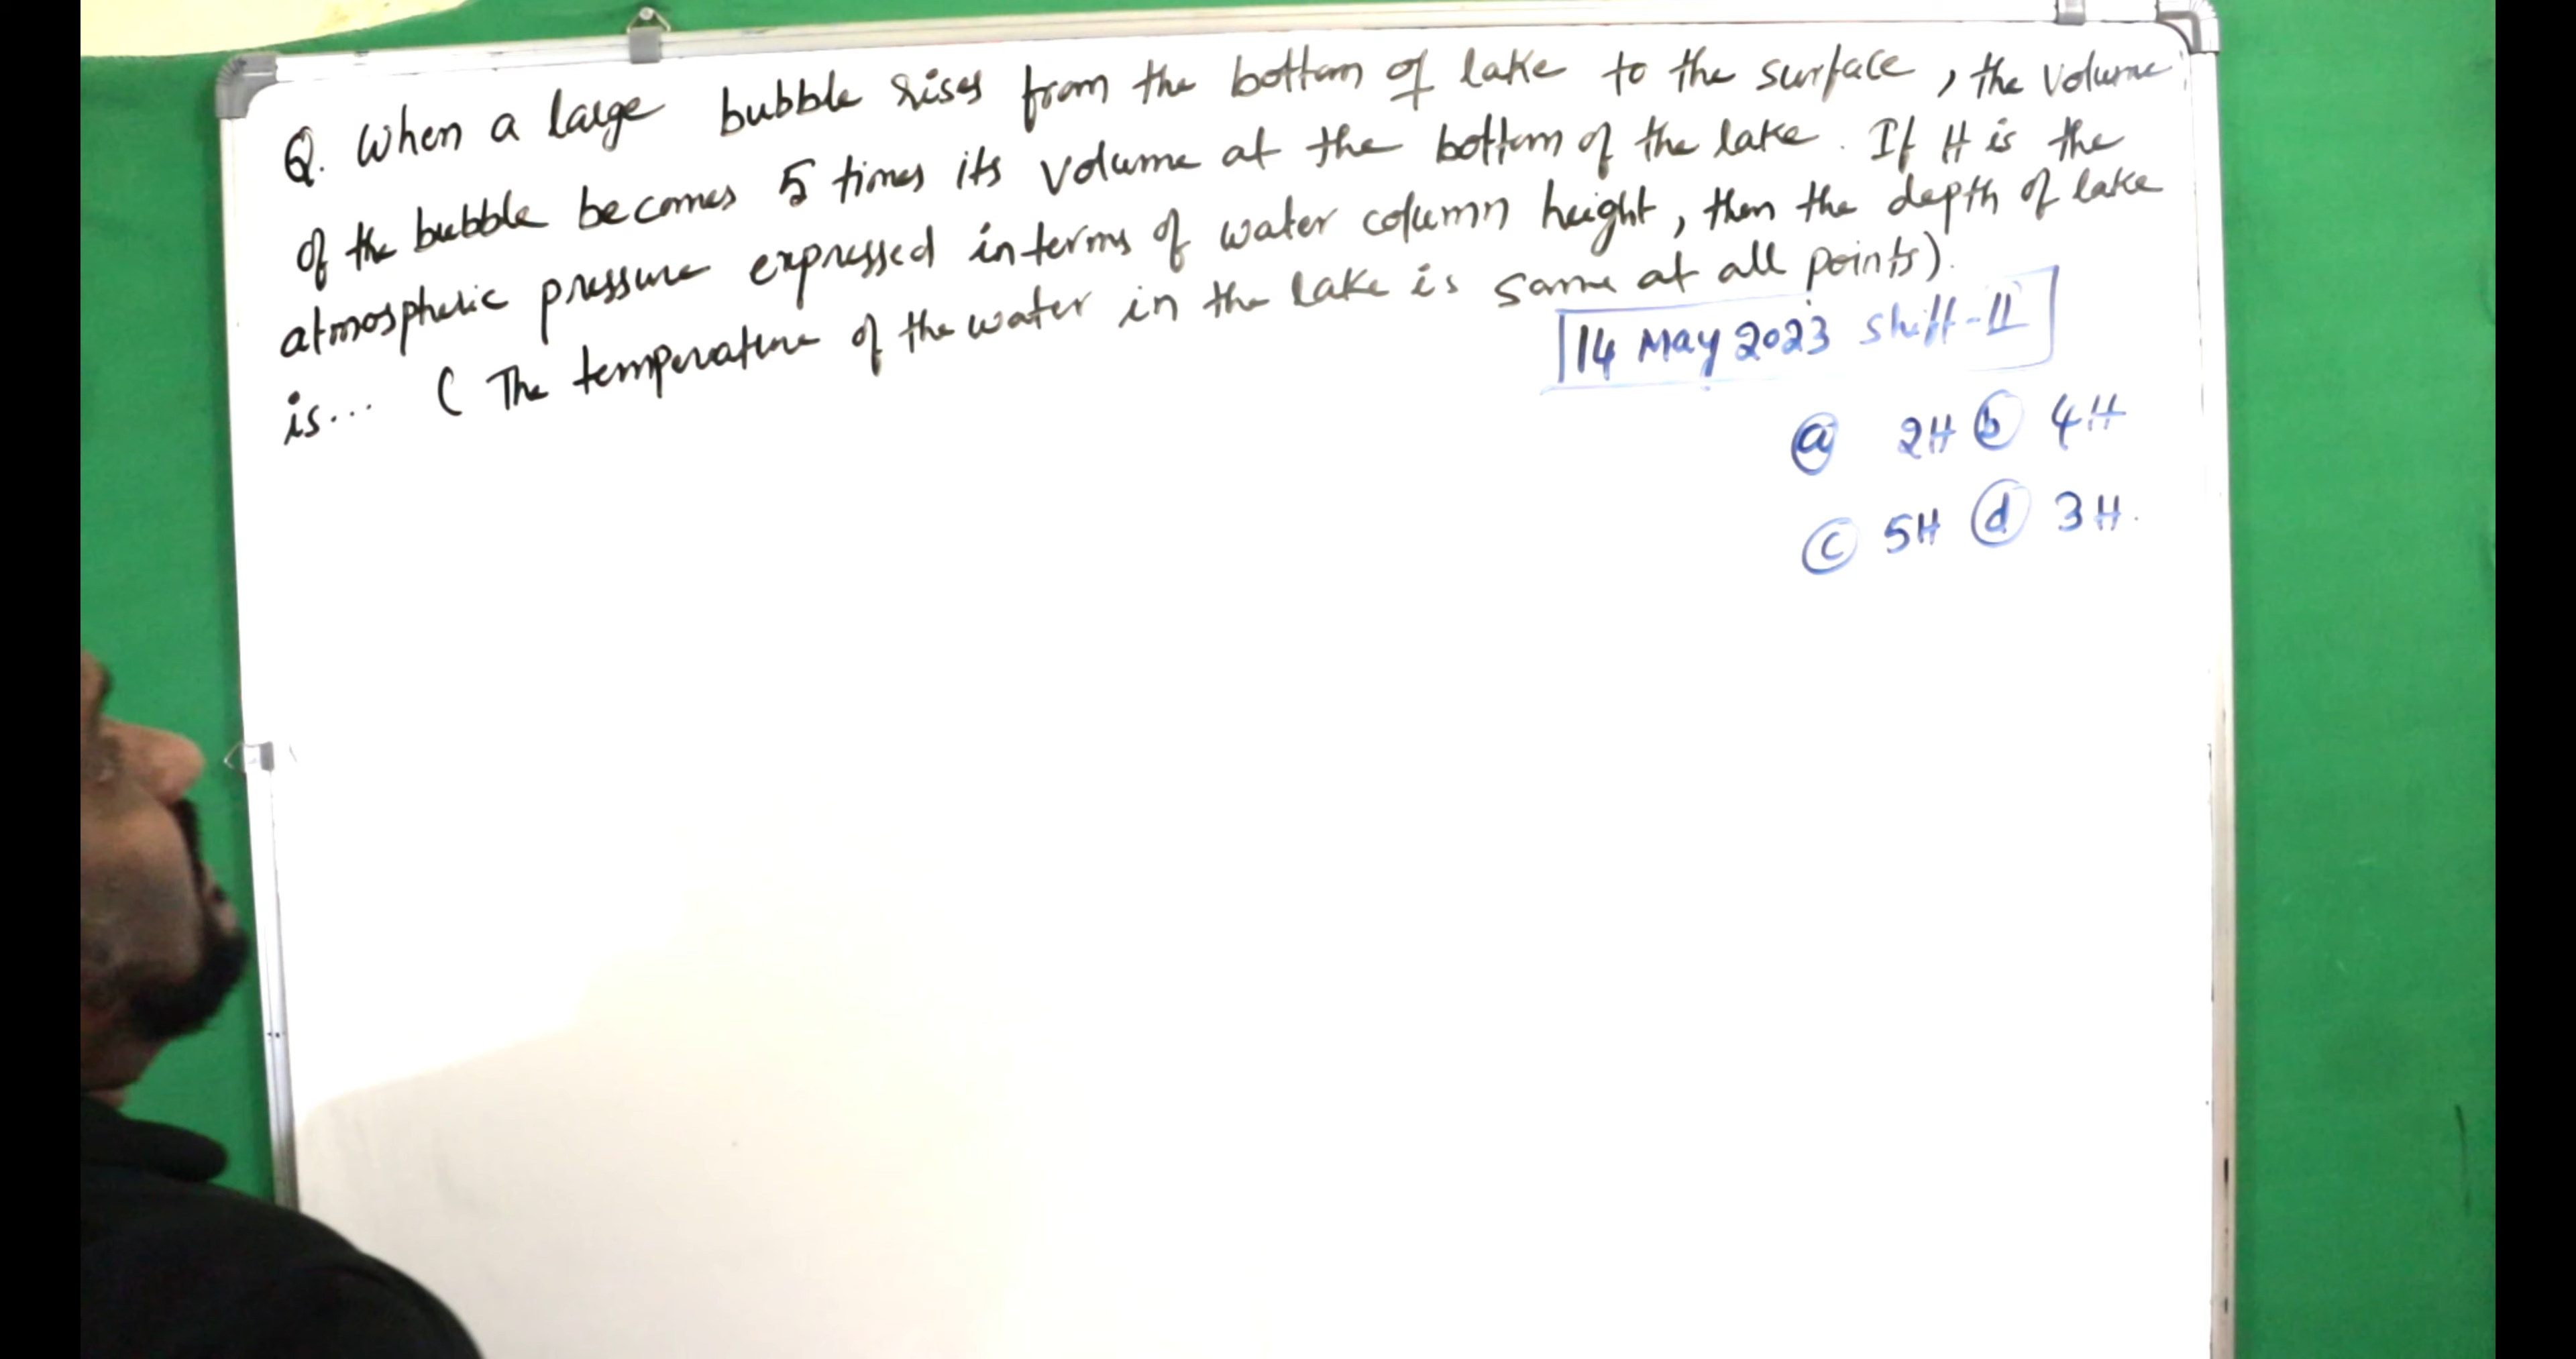 Q. When a large bubble rises from the bottom of lake to the surface, the volume
of the bubble becomes 5 times its volume at the bottom of the lake. If H is the
atmospheric pressure expressed in terms of water column height, then the depth of lake
is... ( The temperature of the water in the lake is same at all points).
14 May 2023 shift-II
a 2H b 4H
c 5H d 3H.